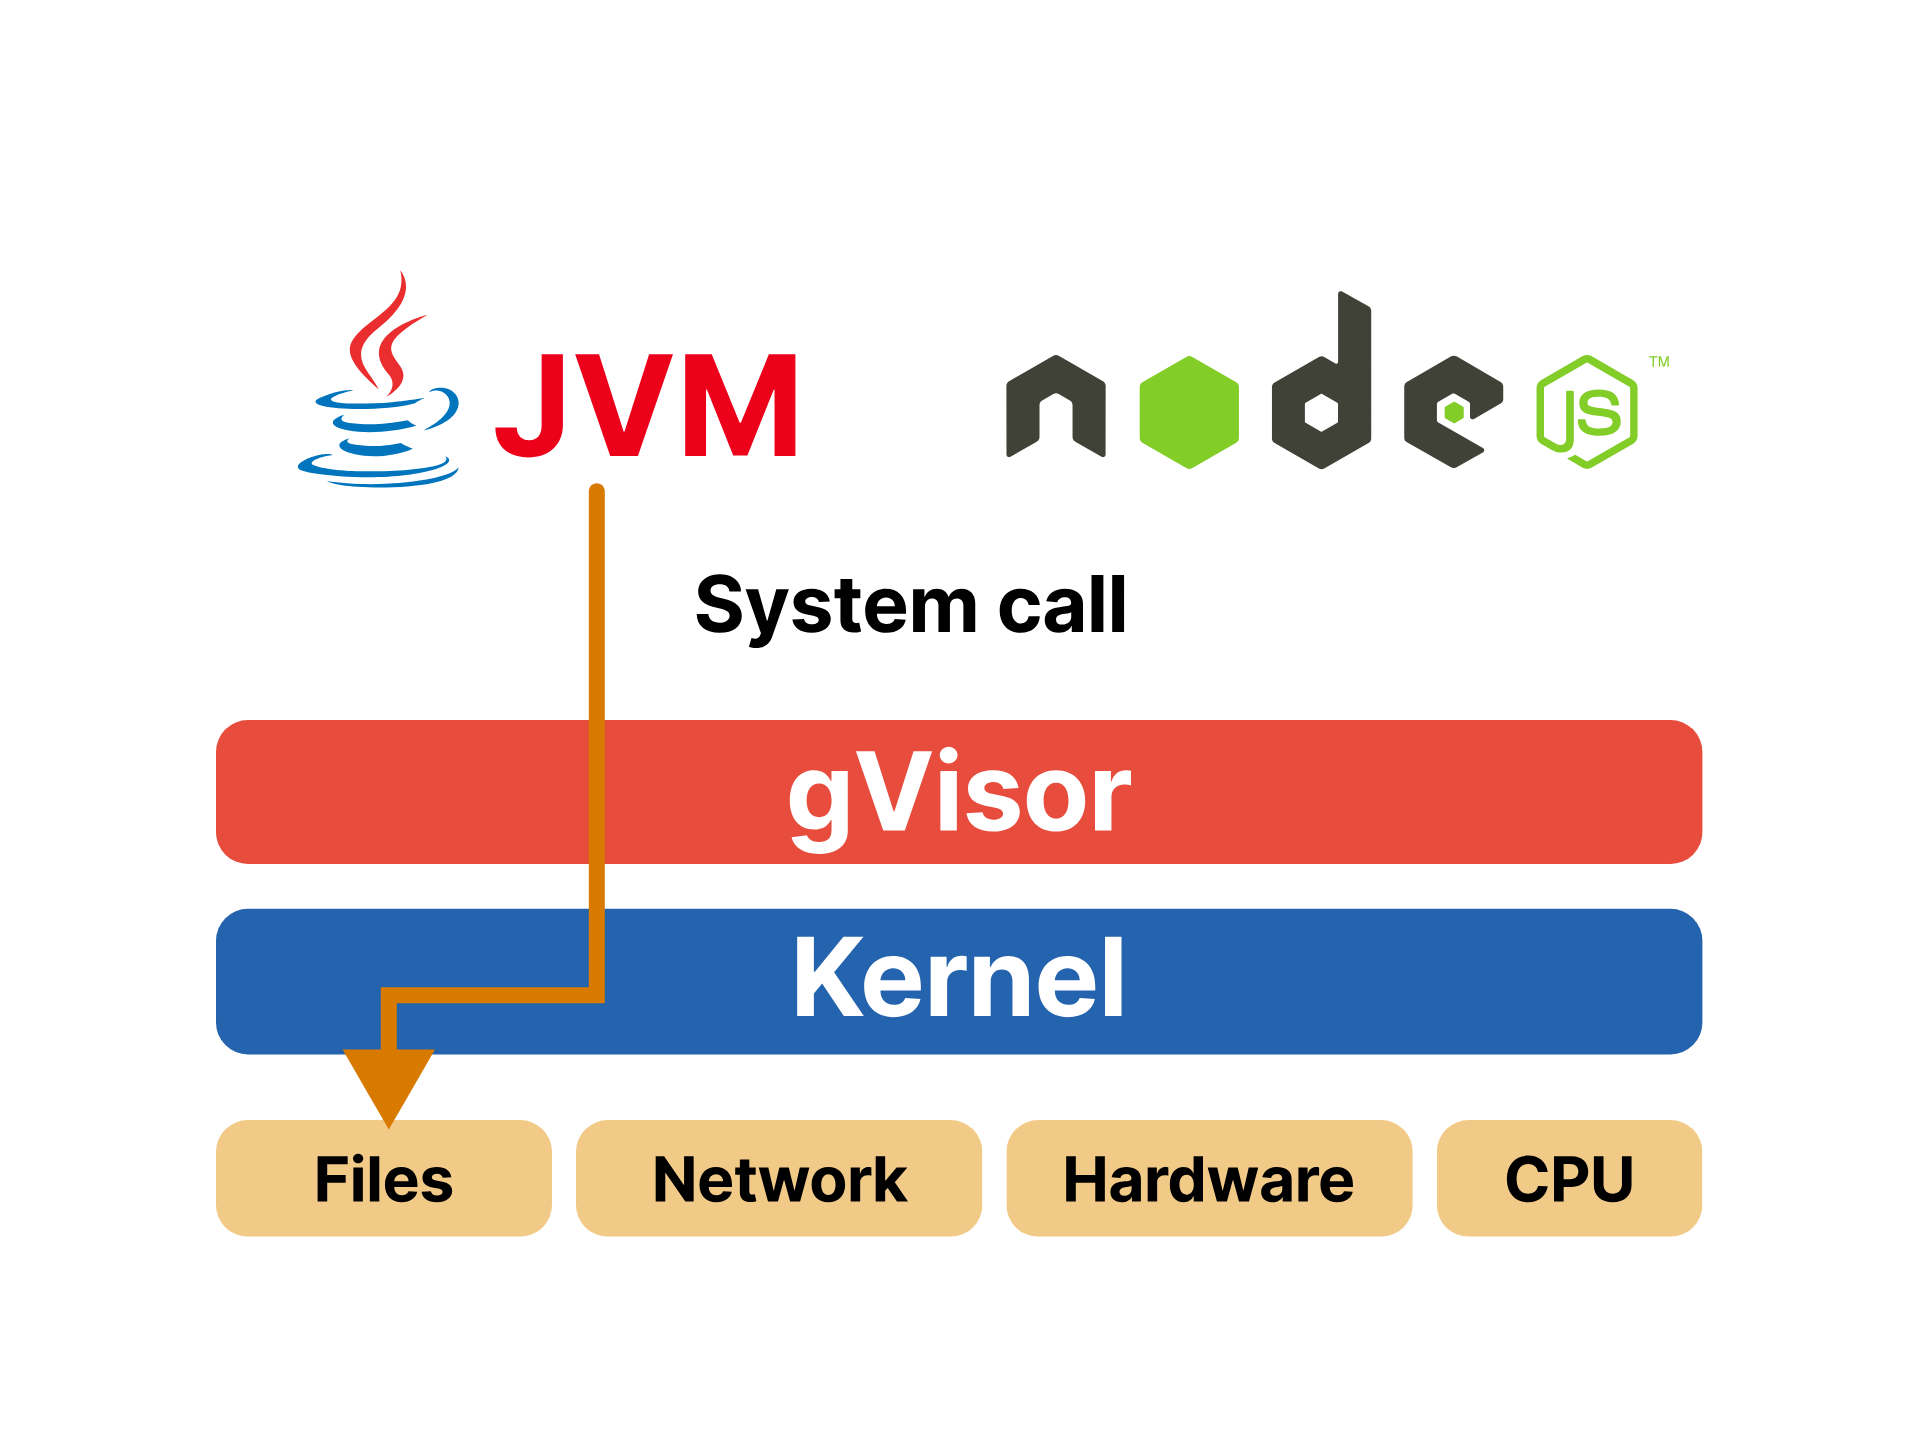 JVM
node JS ™
System call
gVisor
Kernel
Files
Network
Hardware
CPU